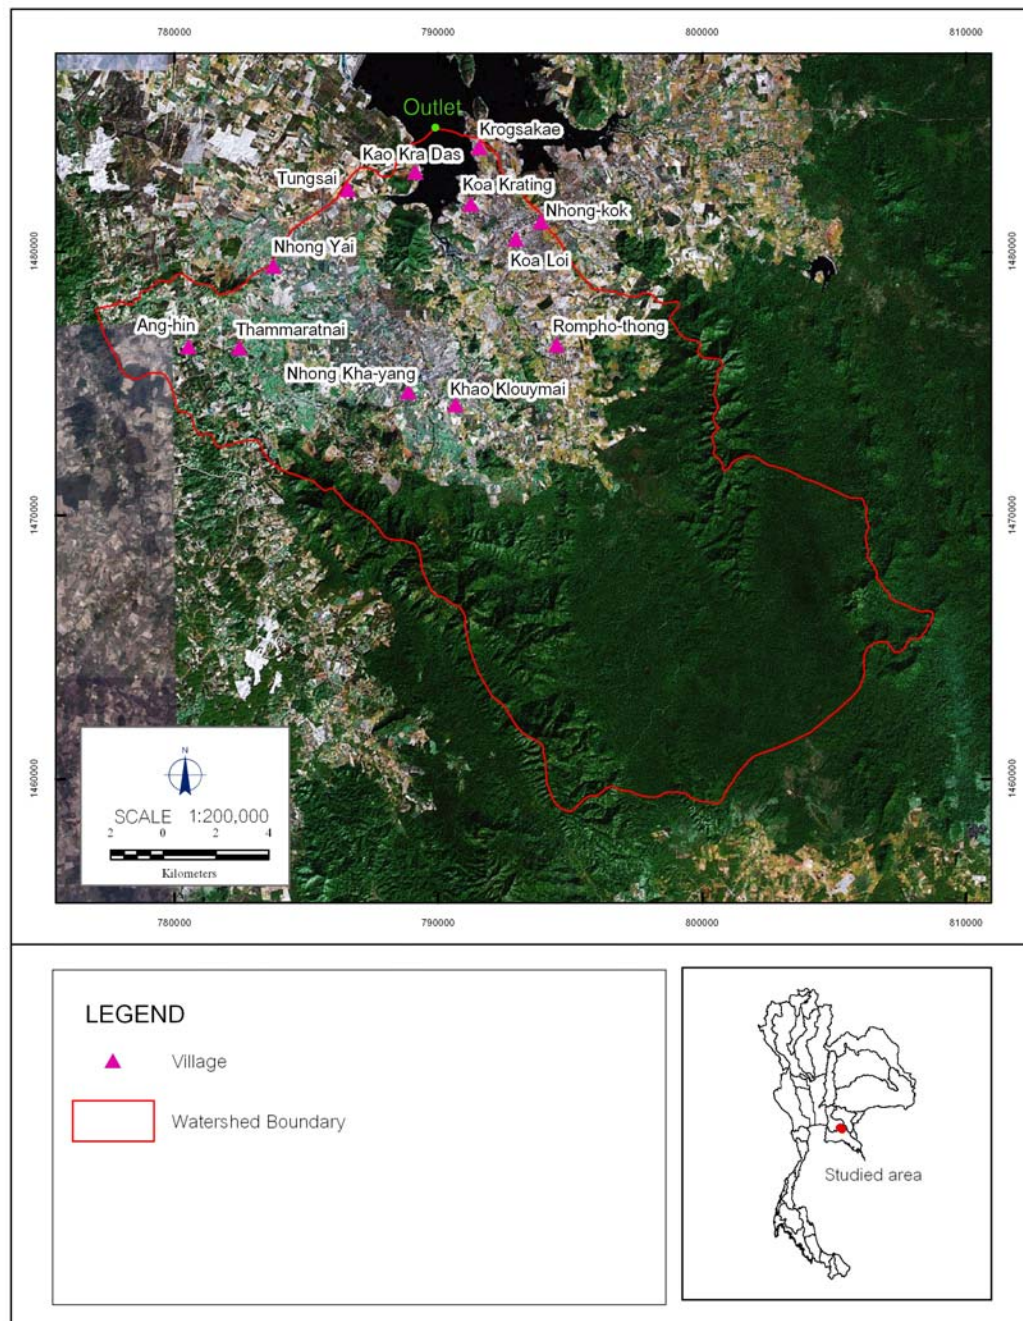 780000
790000
800000
810000
Outlet
Krogsakae
Kao Kra Das
Tungsai
Koa Krating
Nhong-kok
Nhong Yai
Koa Loi
1480000
1480000
Ang-hin
Thammaratnai
Rompho-thong
Nhong Kha-yang
Khao Klouymai
1470000
1470000
1460000
1460000
N
SCALE 1:200,000
2 0 2 4
Kilometers
780000
790000
800000
810000
LEGEND
Village
Watershed Boundary
Studied area